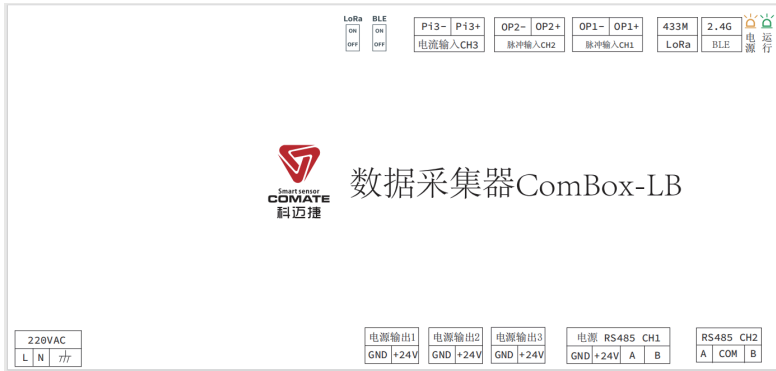 LoRa BLE
ON ON
OFF OFF
Pi3- Pi3+
电流输入CH3
OP2- OP2+
脉冲输入CH2
OP1- OP1+
脉冲输入CH1
433M
LoRa
2.4G
BLE
电源
运行
Smart sensor
COMATE
科迈捷
数据采集器ComBox-LB
220VAC
L N
电源输出1
GND +24V
电源输出2
GND +24V
电源输出3
GND +24V
电源 RS485 CH1
GND +24V A B
RS485 CH2
A COM B